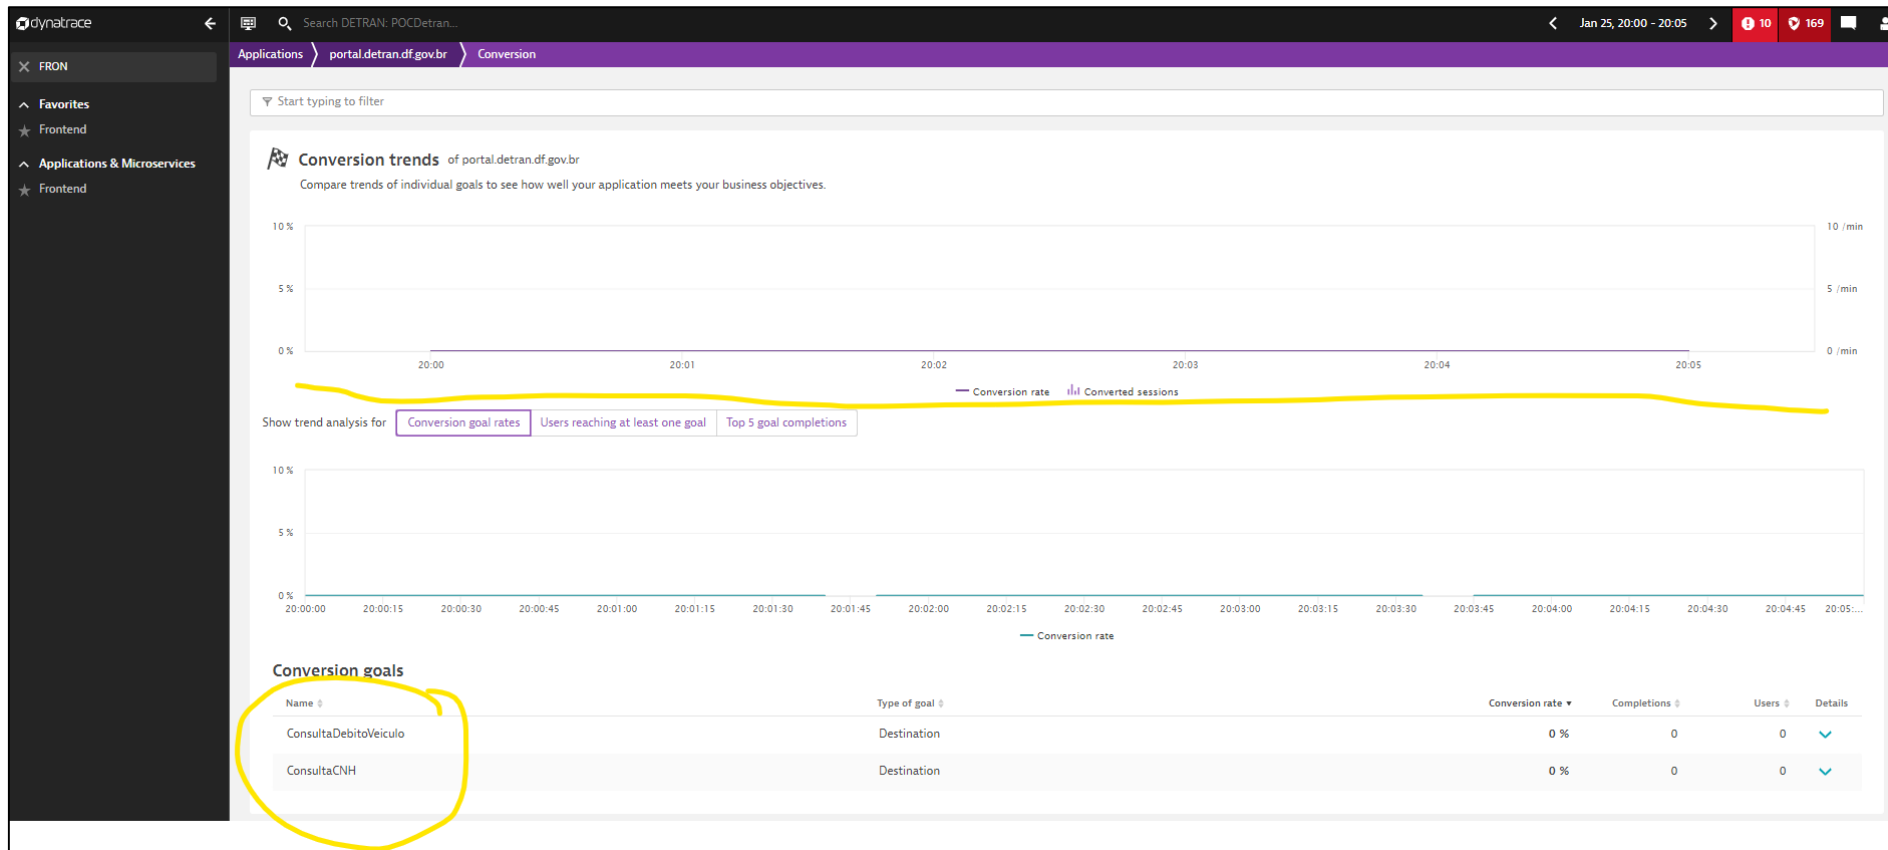 dynatrace
Search DETRAN: POCDetran...
Jan 25, 20:00 - 20:05
10
169
FRON
Favorites
Frontend
Applications & Microservices
Frontend
Applications
portal.detran.df.gov.br
Conversion
Start typing to filter
Conversion trends of portal.detran.df.gov.br
Compare trends of individual goals to see how well your application meets your business objectives.
10 % 10 /min
5 % 5 /min
0 % 0 /min
20:00 20:01 20:02 20:03 20:04 20:05
Conversion rate Converted sessions
Show trend analysis for Conversion goal rates Users reaching at least one goal Top 5 goal completions
10 %
5 %
0 %
20:00:00 20:00:15 20:00:30 20:00:45 20:01:00 20:01:15 20:01:30 20:01:45 20:02:00 20:02:15 20:02:30 20:02:45 20:03:00 20:03:15 20:03:30 20:03:45 20:04:00 20:04:15 20:04:30 20:04:45 20:05:...
Conversion rate
Conversion goals
Name Type of goal Conversion rate Completions Users Details
ConsultaDebitoVeiculo Destination 0 % 0 0
ConsultaCNH Destination 0 % 0 0